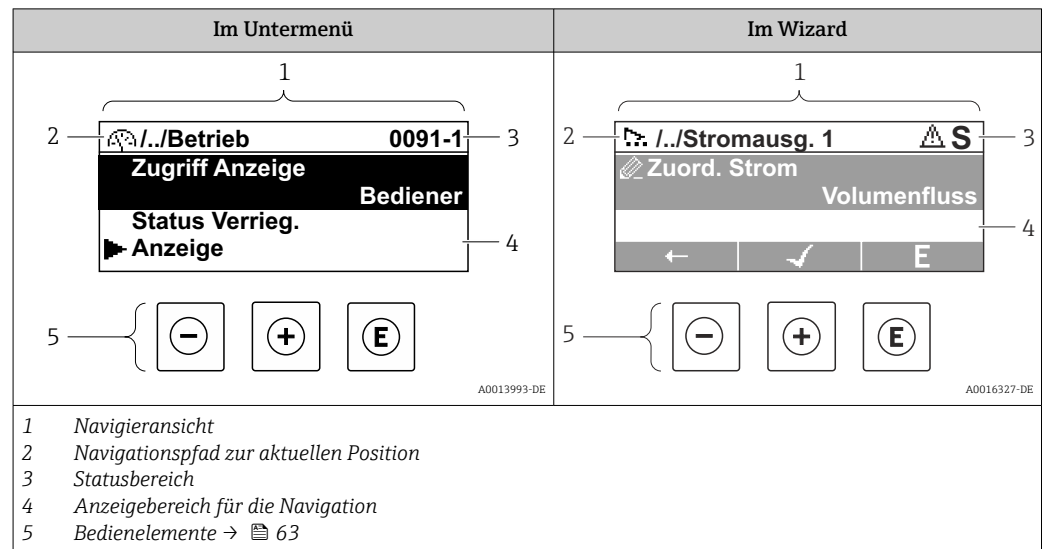 Im Untermenü
Im Wizard
1
2
/../Betrieb 0091-1
3
Zugriff Anzeige
Bediener
Status Verrieg.
Anzeige
4
5
- + E
A0013993-DE
1
2
/../Stromausg. 1 S
3
Zuord. Strom
Volumenfluss
4
← ✓ E
5
- + E
A0016327-DE
1 Navigieransicht
2 Navigationspfad zur aktuellen Position
3 Statusbereich
4 Anzeigebereich für die Navigation
5 Bedienelemente → 63